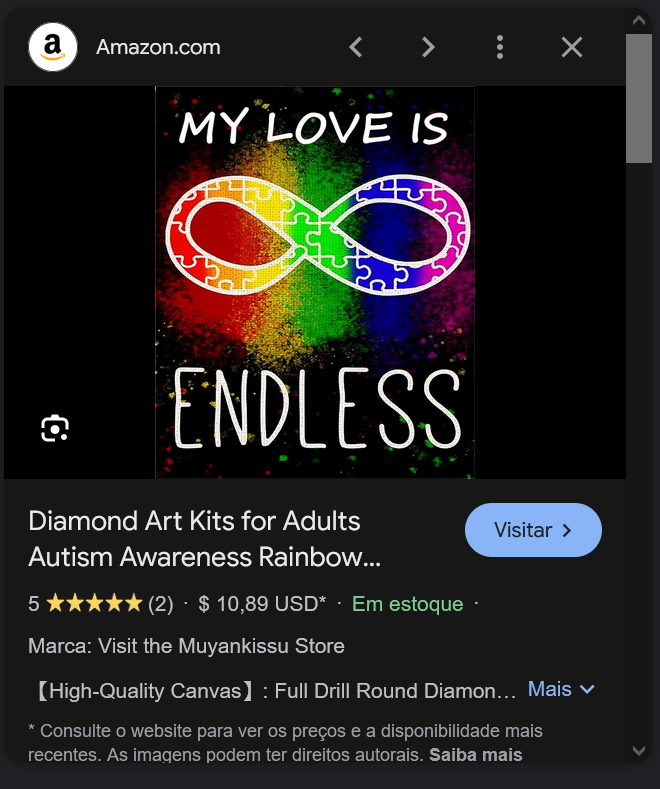 Amazon.com
MY LOVE IS
ENDLESS
Diamond Art Kits for Adults
Autism Awareness Rainbow...
Visitar
5 ★★★★★ (2) · $ 10,89 USD* · Em estoque ·
Marca: Visit the Muyankissu Store
【High-Quality Canvas】: Full Drill Round Diamon... Mais
* Consulte o website para ver os preços e a disponibilidade mais
recentes. As imagens podem ter direitos autorais. Saiba mais